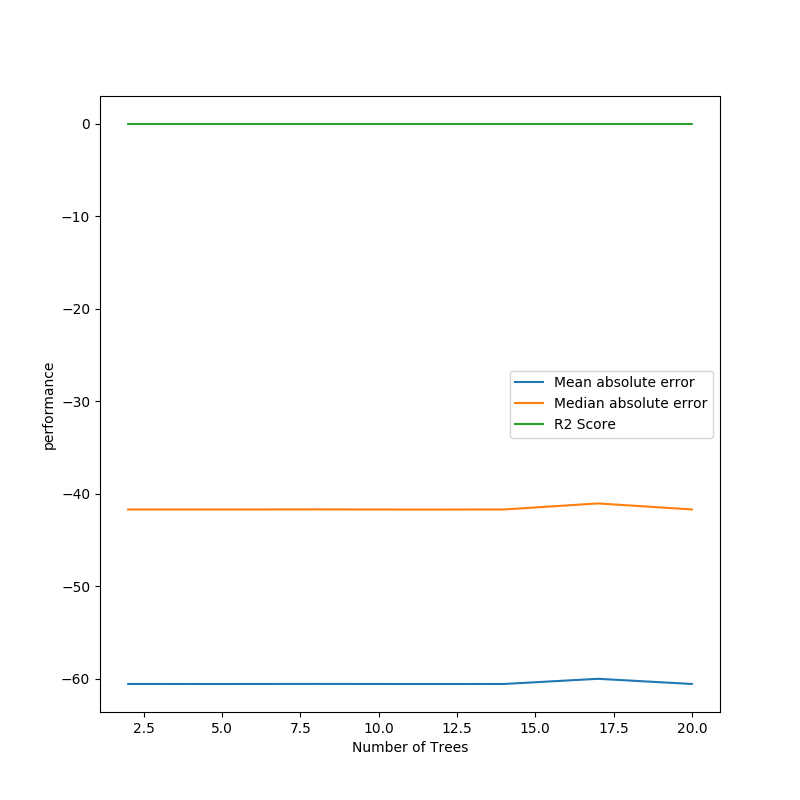 0
−10
−20
−30
−40
−50
−60
performance
Mean absolute error
Median absolute error
R2 Score
2.5 5.0 7.5 10.0 12.5 15.0 17.5 20.0
Number of Trees